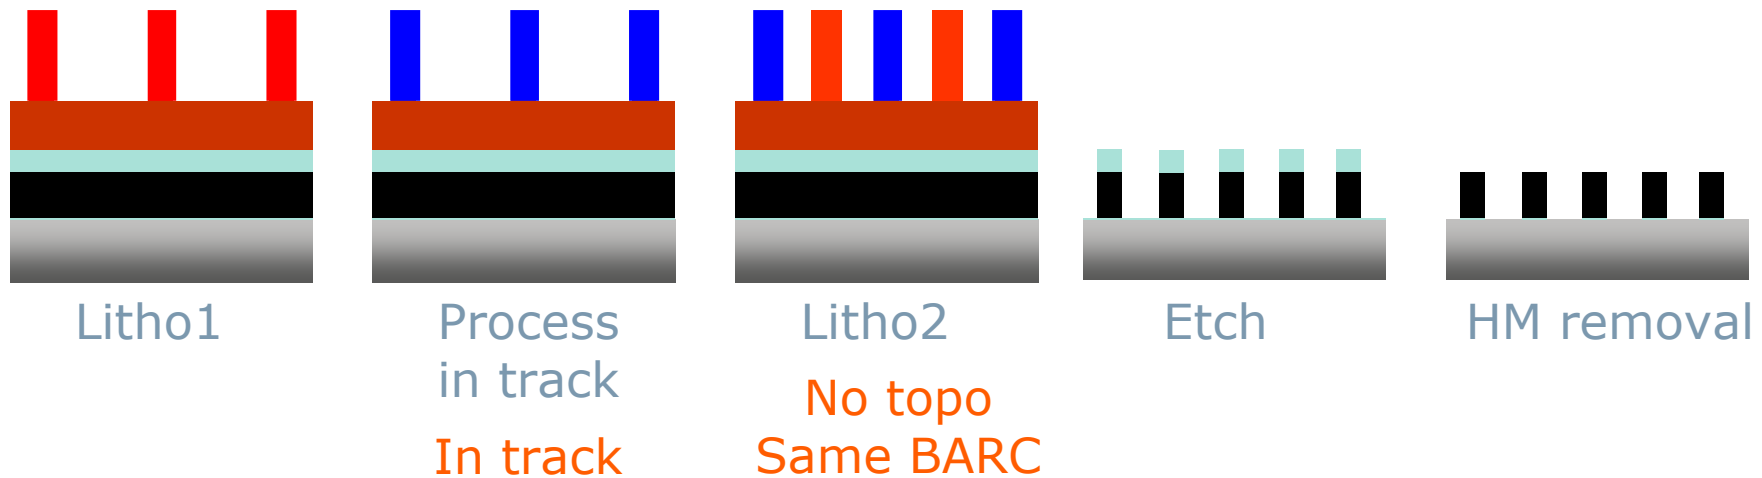 Litho1
Process
in track
In track
Litho2
No topo
Same BARC
Etch
HM removal